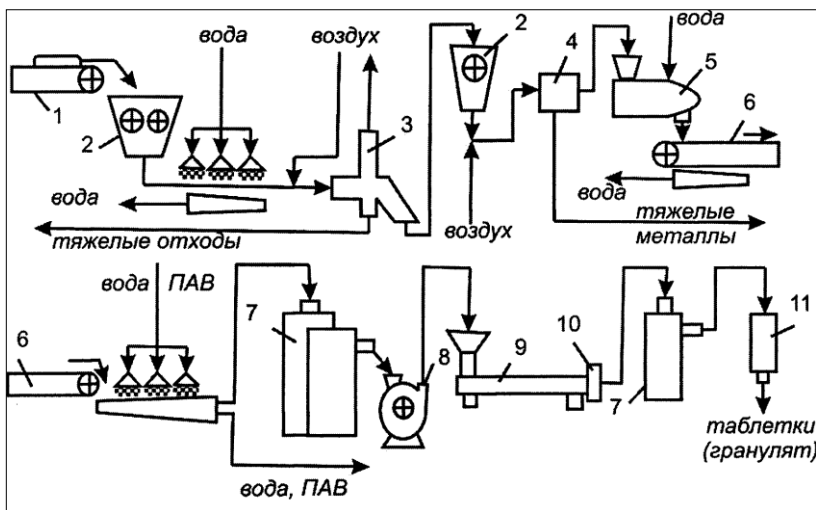 вода
воздух
2
4
вода
5
1
2
3
6
вода
вода
тяжелые отходы
воздух
тяжелые
металлы
вода ПАВ
6
7
8
9
10
7
11
вода, ПАВ
таблетки
(гранулят)